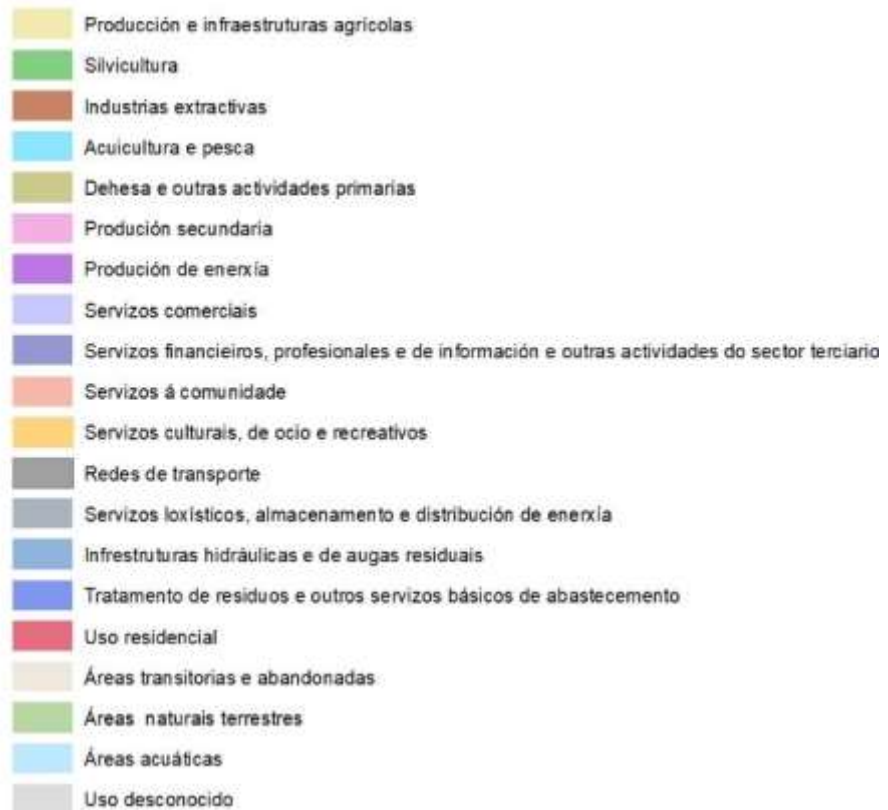 Producción e infraestruturas agrícolas
Silvicultura
Industrias extractivas
Acuicultura e pesca
Dehesa e outras actividades primarias
Produción secundaria
Produción de enerxía
Servizos comerciais
Servizos financieiros, profesionales e de información e outras actividades do sector terciario
Servizos á comunidade
Servizos culturais, de ocio e recreativos
Redes de transporte
Servizos loxísticos, almacenamento e distribución de enerxía
Infrestruturas hidráulicas e de augas residuais
Tratamento de residuos e outros servizos básicos de abastecemento
Uso residencial
Áreas transitorias e abandonadas
Áreas naturais terrestres
Áreas acuáticas
Uso desconocido